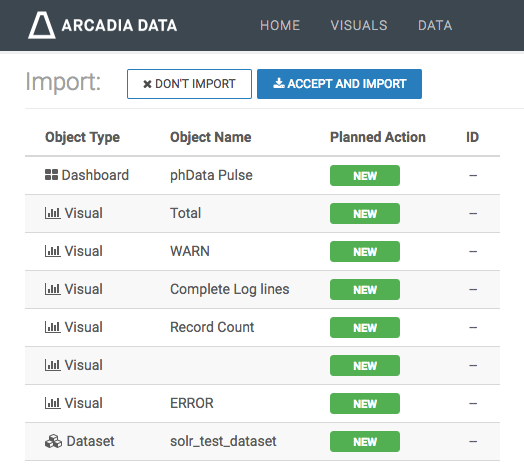 ARCADIA DATA HOME VISUALS DATA
Import: ✖ DON'T IMPORT ACCEPT AND IMPORT
Object Type Object Name Planned Action ID
Dashboard phData Pulse NEW --
Visual Total NEW --
Visual WARN NEW --
Visual Complete Log lines NEW --
Visual Record Count NEW --
Visual NEW --
Visual ERROR NEW --
Dataset solr_test_dataset NEW --